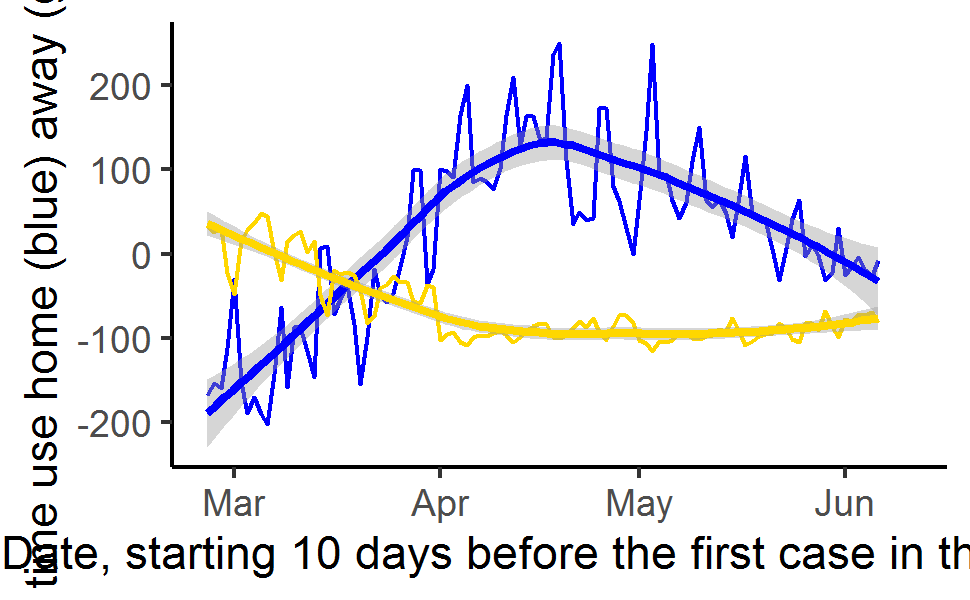 time use home (blue) away (
200
100
0
-100
-200
Mar Apr May Jun
Date, starting 10 days before the first case in th